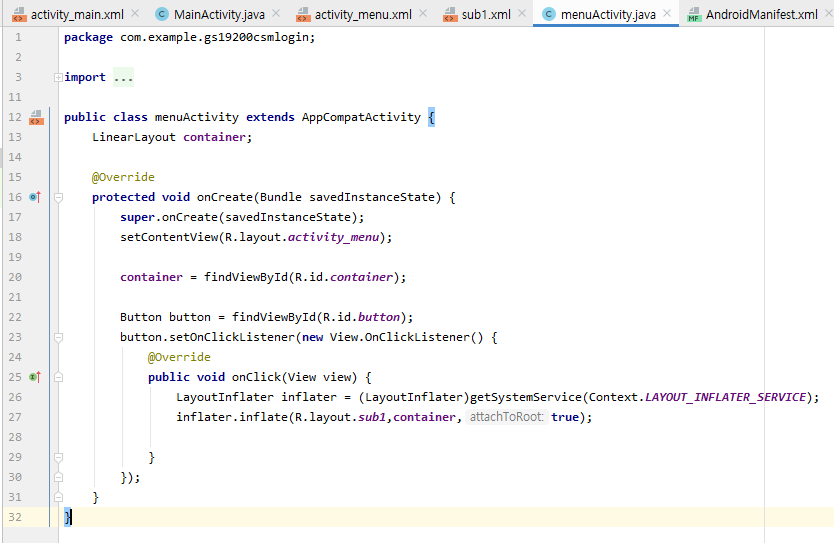 activity_main.xml MainActivity.java activity_menu.xml sub1.xml menuActivity.java AndroidManifest.xml
1 package com.example.gs19200csmlogin;
2
3 import ...
11
12 public class menuActivity extends AppCompatActivity {
13 LinearLayout container;
14
15 @Override
16 protected void onCreate(Bundle savedInstanceState) {
17 super.onCreate(savedInstanceState);
18 setContentView(R.layout.activity_menu);
19
20 container = findViewById(R.id.container);
21
22 Button button = findViewById(R.id.button);
23 button.setOnClickListener(new View.OnClickListener() {
24 @Override
25 public void onClick(View view) {
26 LayoutInflater inflater = (LayoutInflater)getSystemService(Context.LAYOUT_INFLATER_SERVICE);
27 inflater.inflate(R.layout.sub1,container, attachToRoot: true);
28
29 }
30 });
31 }
32 }